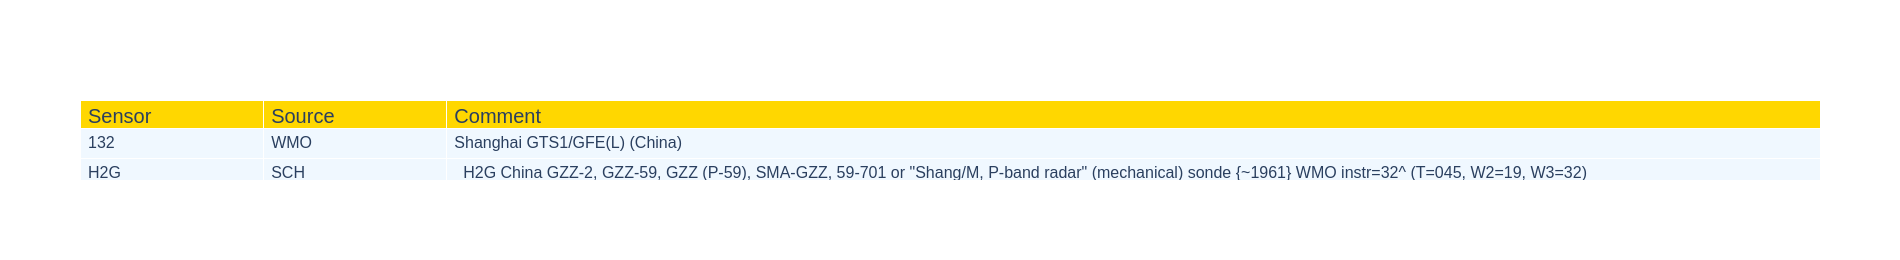 Sensor Source Comment
132 WMO Shanghai GTS1/GFE(L) (China)
H2G SCH H2G China GZZ-2, GZZ-59, GZZ (P-59), SMA-GZZ, 59-701 or "Shang/M, P-band radar" (mechanical) sonde {~1961} WMO instr=32^ (T=045, W2=19, W3=32)